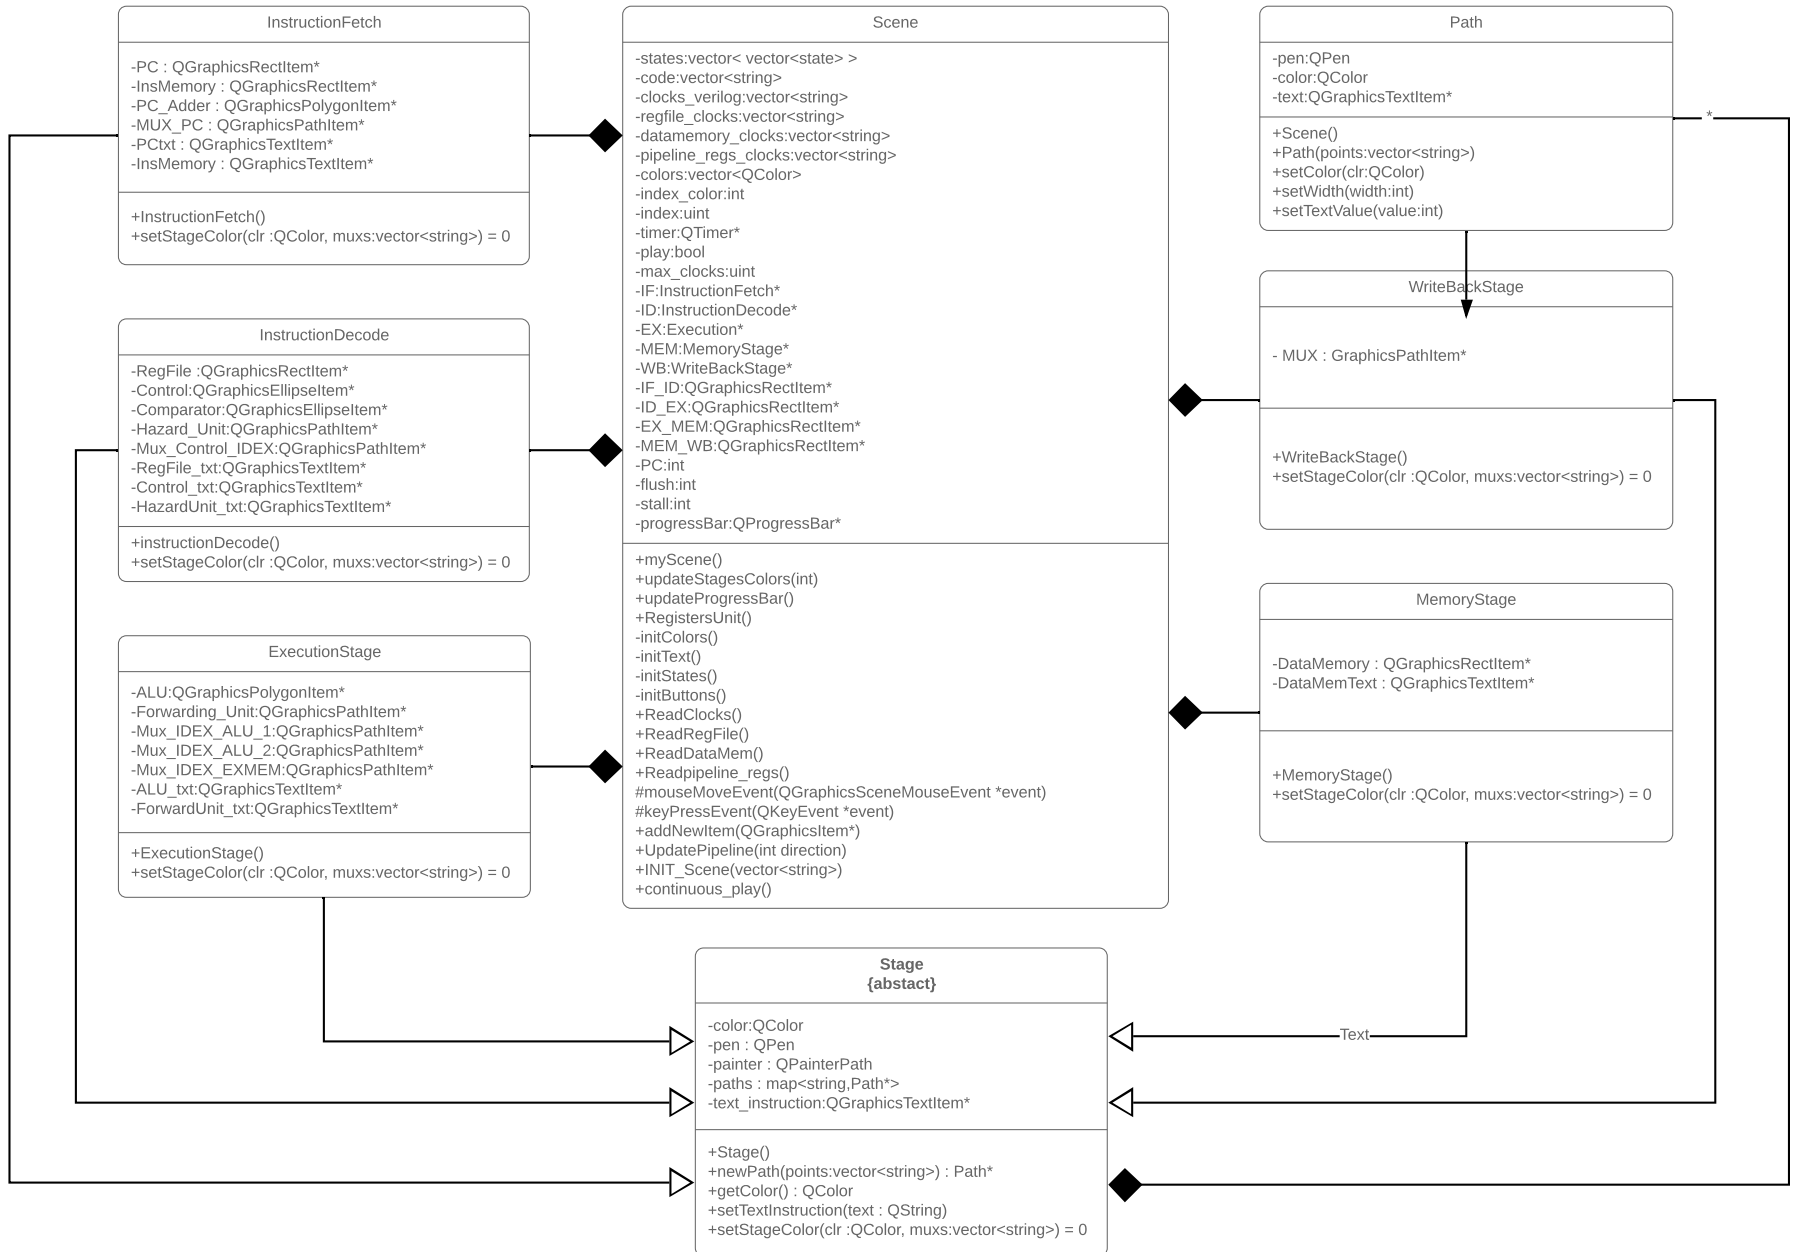 InstructionFetch
-PC : QGraphicsRectItem*
-InsMemory : QGraphicsRectItem*
-PC_Adder : QGraphicsPolygonItem*
-MUX_PC : QGraphicsPathItem*
-PCtxt : QGraphicsTextItem*
-InsMemory : QGraphicsTextItem*
+InstructionFetch()
+setStageColor(clr :QColor, muxs:vector<string>) = 0
InstructionDecode
-RegFile :QGraphicsRectItem*
-Control:QGraphicsEllipseItem*
-Comparator:QGraphicsEllipseItem*
-Hazard_Unit:QGraphicsPathItem*
-Mux_Control_IDEX:QGraphicsPathItem*
-RegFile_txt:QGraphicsTextItem*
-Control_txt:QGraphicsTextItem*
-HazardUnit_txt:QGraphicsTextItem*
+instructionDecode()
+setStageColor(clr :QColor, muxs:vector<string>) = 0
ExecutionStage
-ALU:QGraphicsPolygonItem*
-Forwarding_Unit:QGraphicsPathItem*
-Mux_IDEX_ALU_1:QGraphicsPathItem*
-Mux_IDEX_ALU_2:QGraphicsPathItem*
-Mux_IDEX_EXMEM:QGraphicsPathItem*
-ALU_txt:QGraphicsTextItem*
-ForwardUnit_txt:QGraphicsTextItem*
+ExecutionStage()
+setStageColor(clr :QColor, muxs:vector<string>) = 0
Scene
-states:vector< vector<state> >
-code:vector<string>
-clocks_verilog:vector<string>
-regfile_clocks:vector<string>
-datamemory_clocks:vector<string>
-pipeline_regs_clocks:vector<string>
-colors:vector<QColor>
-index_color:int
-index:uint
-timer:QTimer*
-play:bool
-max_clocks:uint
-IF:InstructionFetch*
-ID:InstructionDecode*
-EX:Execution*
-MEM:MemoryStage*
-WB:WriteBackStage*
-IF_ID:QGraphicsRectItem*
-ID_EX:QGraphicsRectItem*
-EX_MEM:QGraphicsRectItem*
-MEM_WB:QGraphicsRectItem*
-PC:int
-flush:int
-stall:int
-progressBar:QProgressBar*
+myScene()
+updateStagesColors(int)
+updateProgressBar()
+RegistersUnit()
-initColors()
-initText()
-initStates()
-initButtons()
+ReadClocks()
+ReadRegFile()
+ReadDataMem()
+Readpipeline_regs()
#mouseMoveEvent(QGraphicsSceneMouseEvent *event)
#keyPressEvent(QKeyEvent *event)
+addNewItem(QGraphicsItem*)
+UpdatePipeline(int direction)
+INIT_Scene(vector<string>)
+continuous_play()
Path
-pen:QPen
-color:QColor
-text:QGraphicsTextItem*
+Scene()
+Path(points:vector<string>)
+setColor(clr:QColor)
+setWidth(width:int)
+setTextValue(value:int)
*
WriteBackStage
- MUX : GraphicsPathItem*
+WriteBackStage()
+setStageColor(clr :QColor, muxs:vector<string>) = 0
MemoryStage
-DataMemory : QGraphicsRectItem*
-DataMemText : QGraphicsTextItem*
+MemoryStage()
+setStageColor(clr :QColor, muxs:vector<string>) = 0
Text
Stage
{abstact}
-color:QColor
-pen : QPen
-painter : QPainterPath
-paths : map<string,Path*>
-text_instruction:QGraphicsTextItem*
+Stage()
+newPath(points:vector<string>) : Path*
+getColor() : QColor
+setTextInstruction(text : QString)
+setStageColor(clr :QColor, muxs:vector<string>) = 0